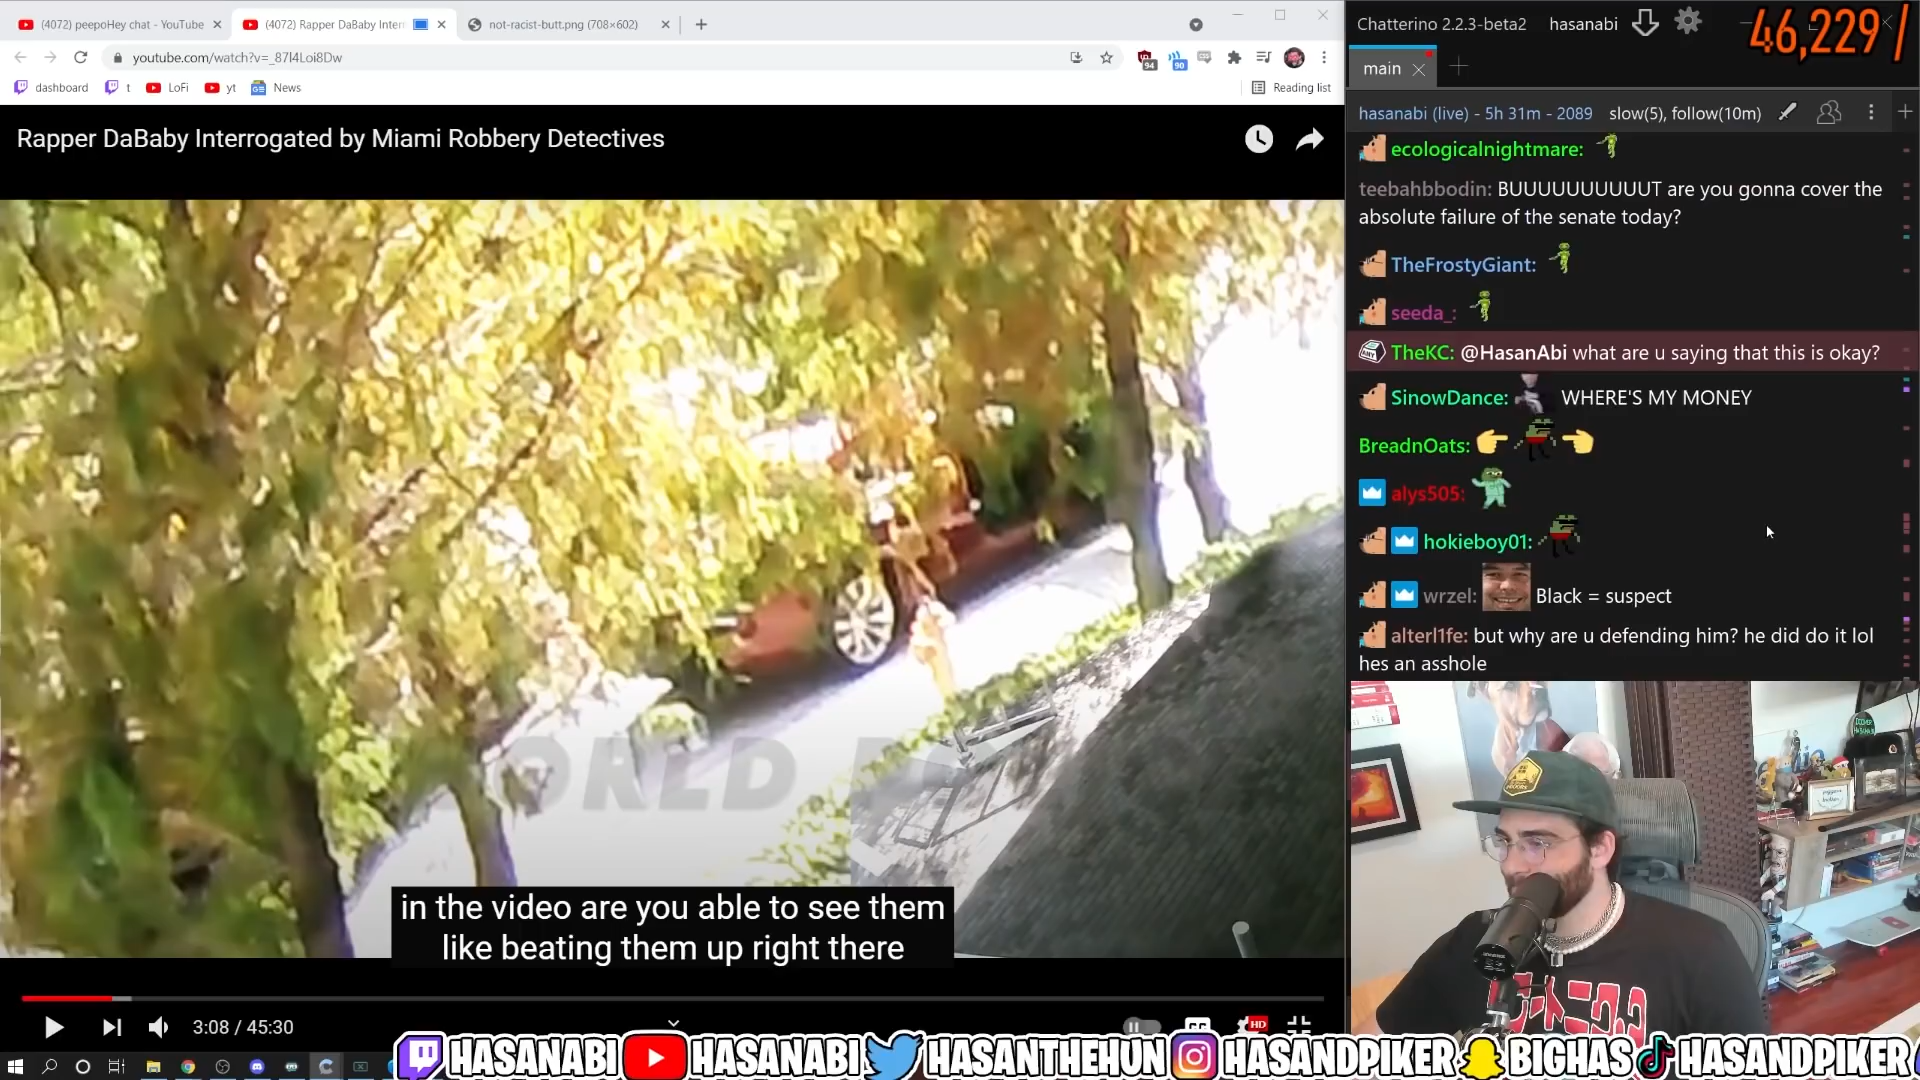 (4072) peepoHey chat - YouTube
(4072) Rapper DaBaby Inter
not-racist-butt.png (708×602)
youtube.com/watch?v=_87l4Loi8Dw
94
90
dashboard
t
LoFi
yt
News
Reading list
Rapper DaBaby Interrogated by Miami Robbery Detectives
in the video are you able to see them
like beating them up right there
3:08 / 45:30
HD
Chatterino 2.2.3-beta2
hasanabi
46,229 /
main
hasanabi (live) - 5h 31m - 2089
slow(5), follow(10m)
ecologicalnightmare:
teebahbbodin: BUUUUUUUUUUT are you gonna cover the
absolute failure of the senate today?
TheFrostyGiant:
seeda_:
TheKC: @HasanAbi what are u saying that this is okay?
SinowDance: WHERE'S MY MONEY
BreadnOats:
alys505:
hokieboy01:
wrzel: Black = suspect
alterl1fe: but why are u defending him? he did do it lol
hes an asshole
HASANABI
HASANABI
HASANTHEHUN
HASANDPIKER
BIGHAS
HASANDPIKER